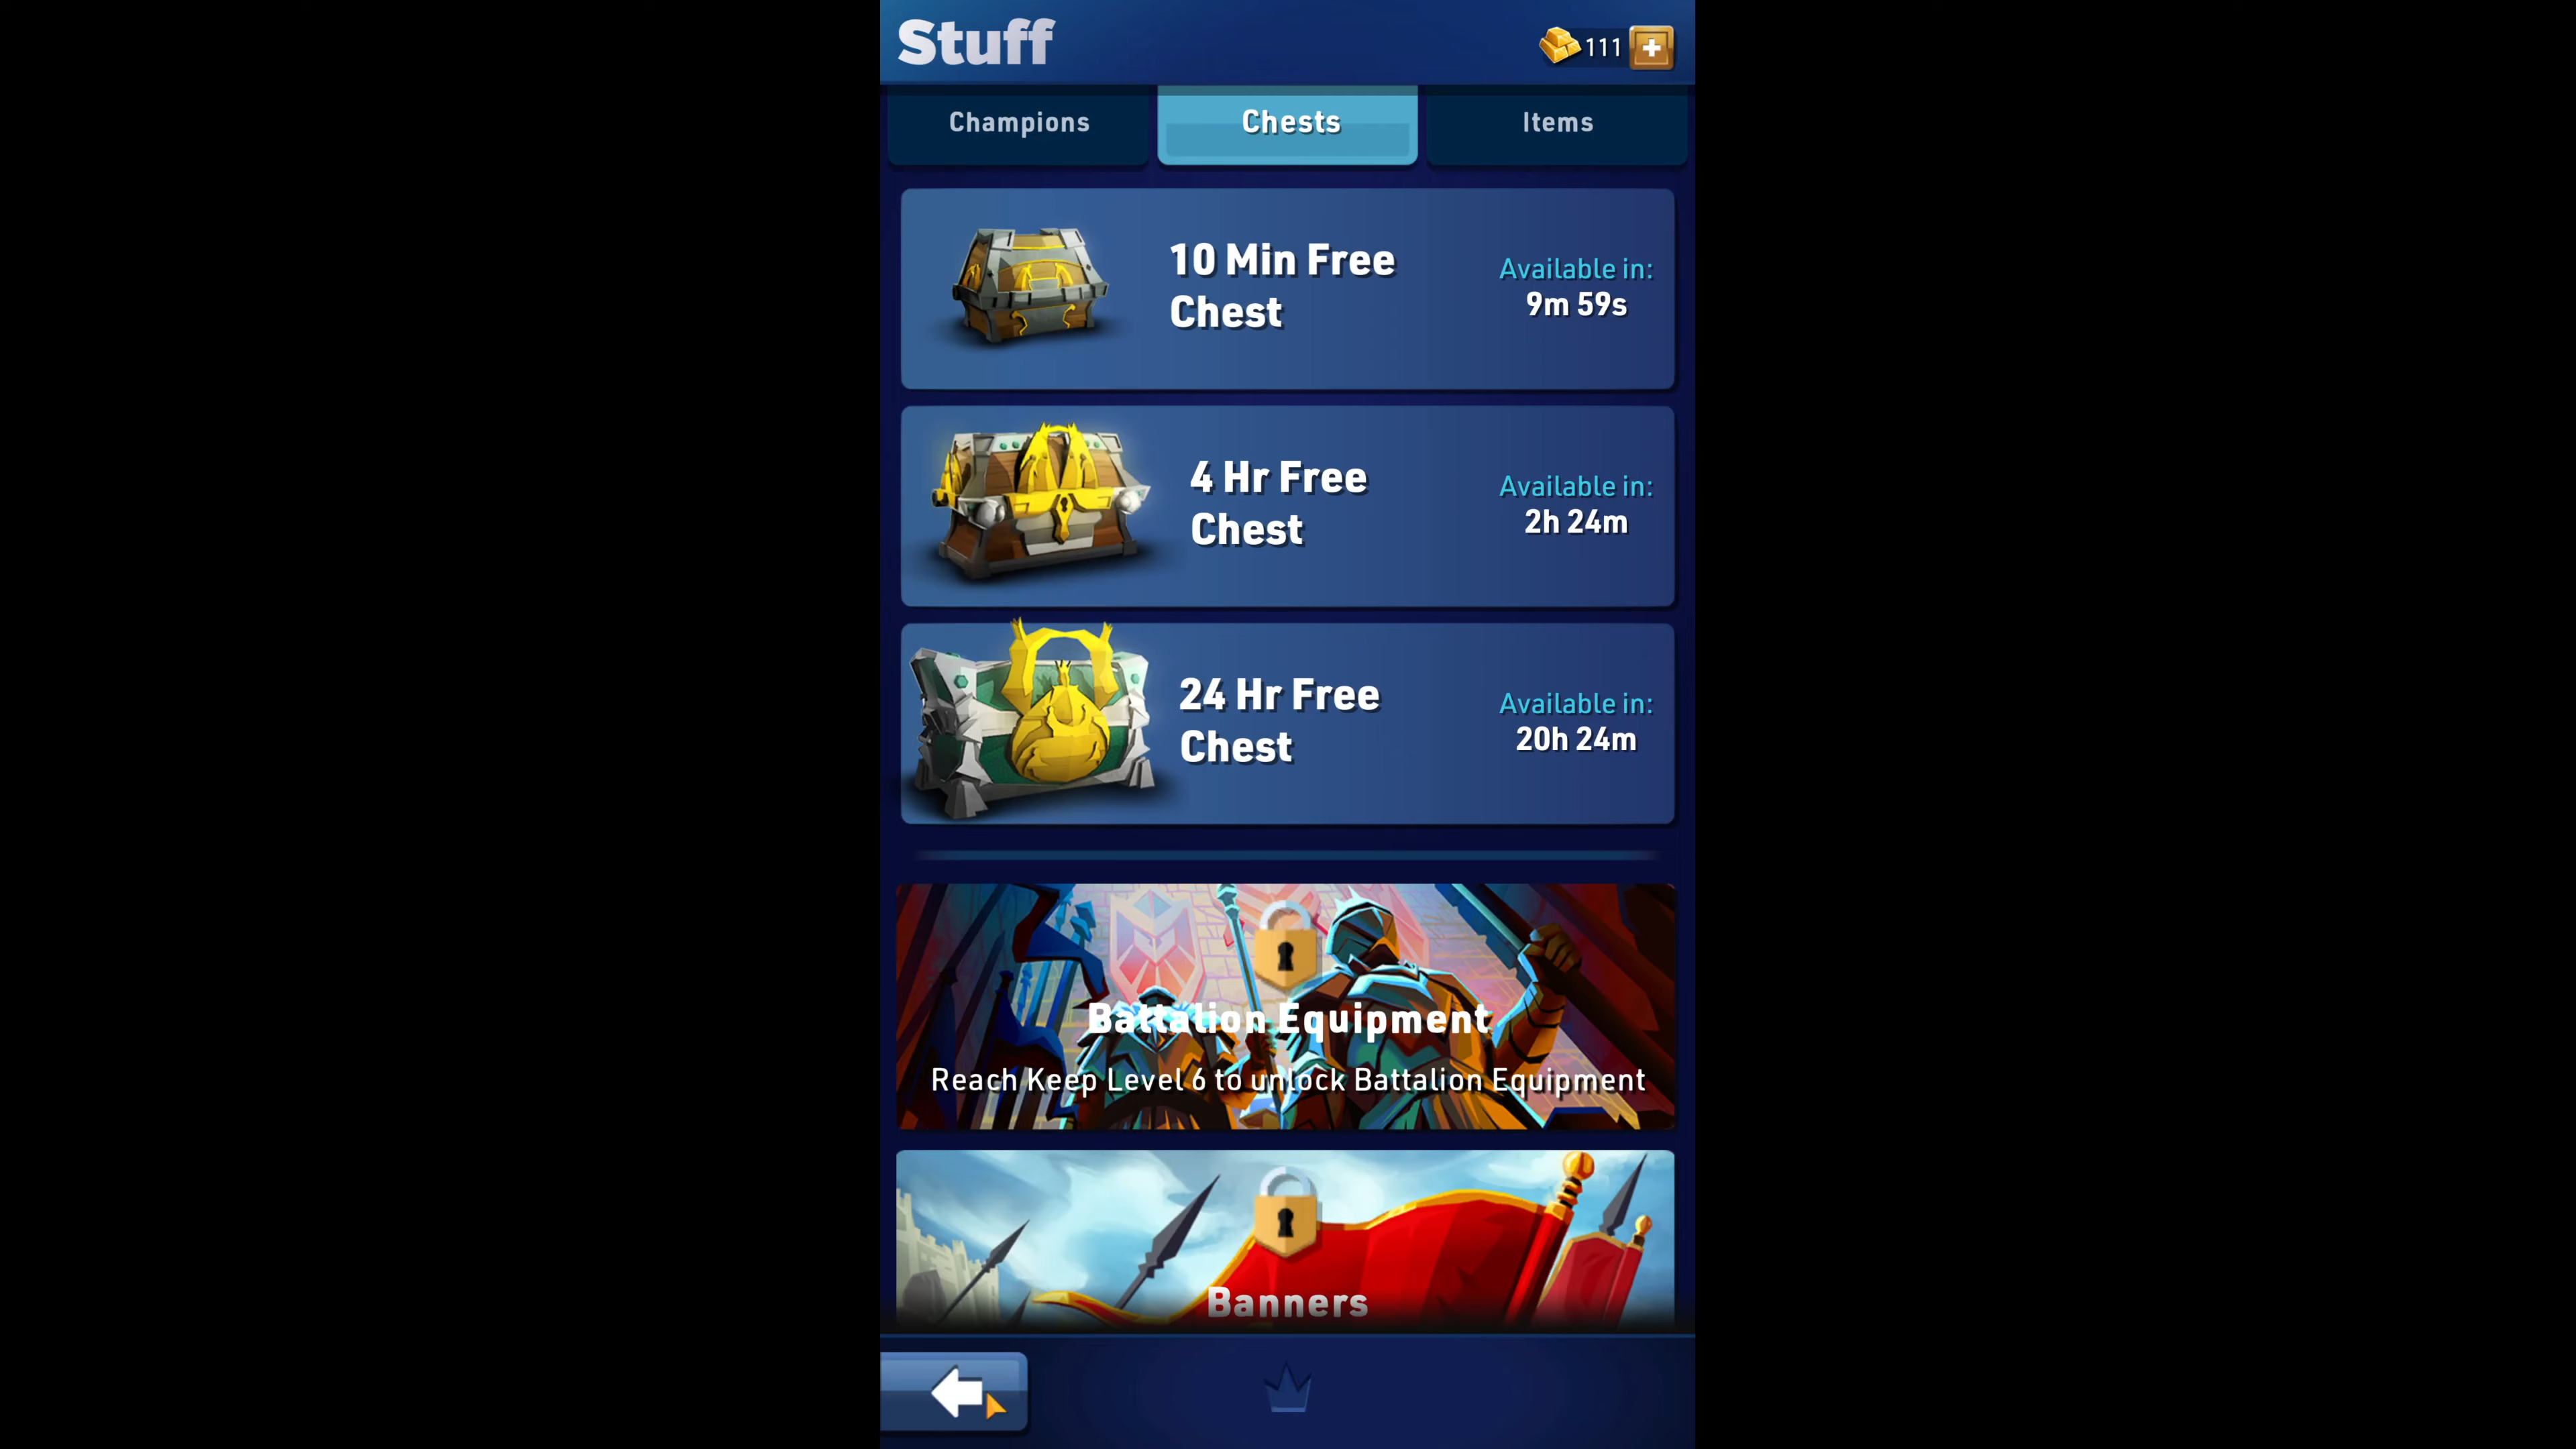 Stuff
111
Champions
Chests
Items
10 Min Free
Chest
Available in:
9m 59s
4 Hr Free
Chest
Available in:
2h 24m
24 Hr Free
Chest
Available in:
20h 24m
Battalion Equipment
Reach Keep Level 6 to unlock Battalion Equipment
Banners